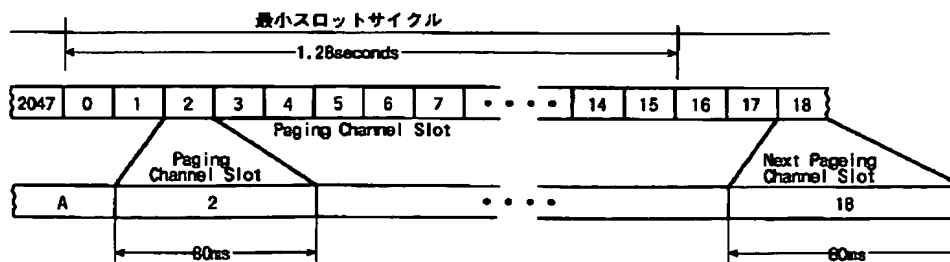 最小スロットサイクル
1.28seconds
2047 0 1 2 3 4 5 6 7 • • • • 14 15 16 17 18
Paging Channel Slot
Paging
Channel Slot
Next Pageing
Channel Slot
A 2 • • • • 18
80ms 80ms